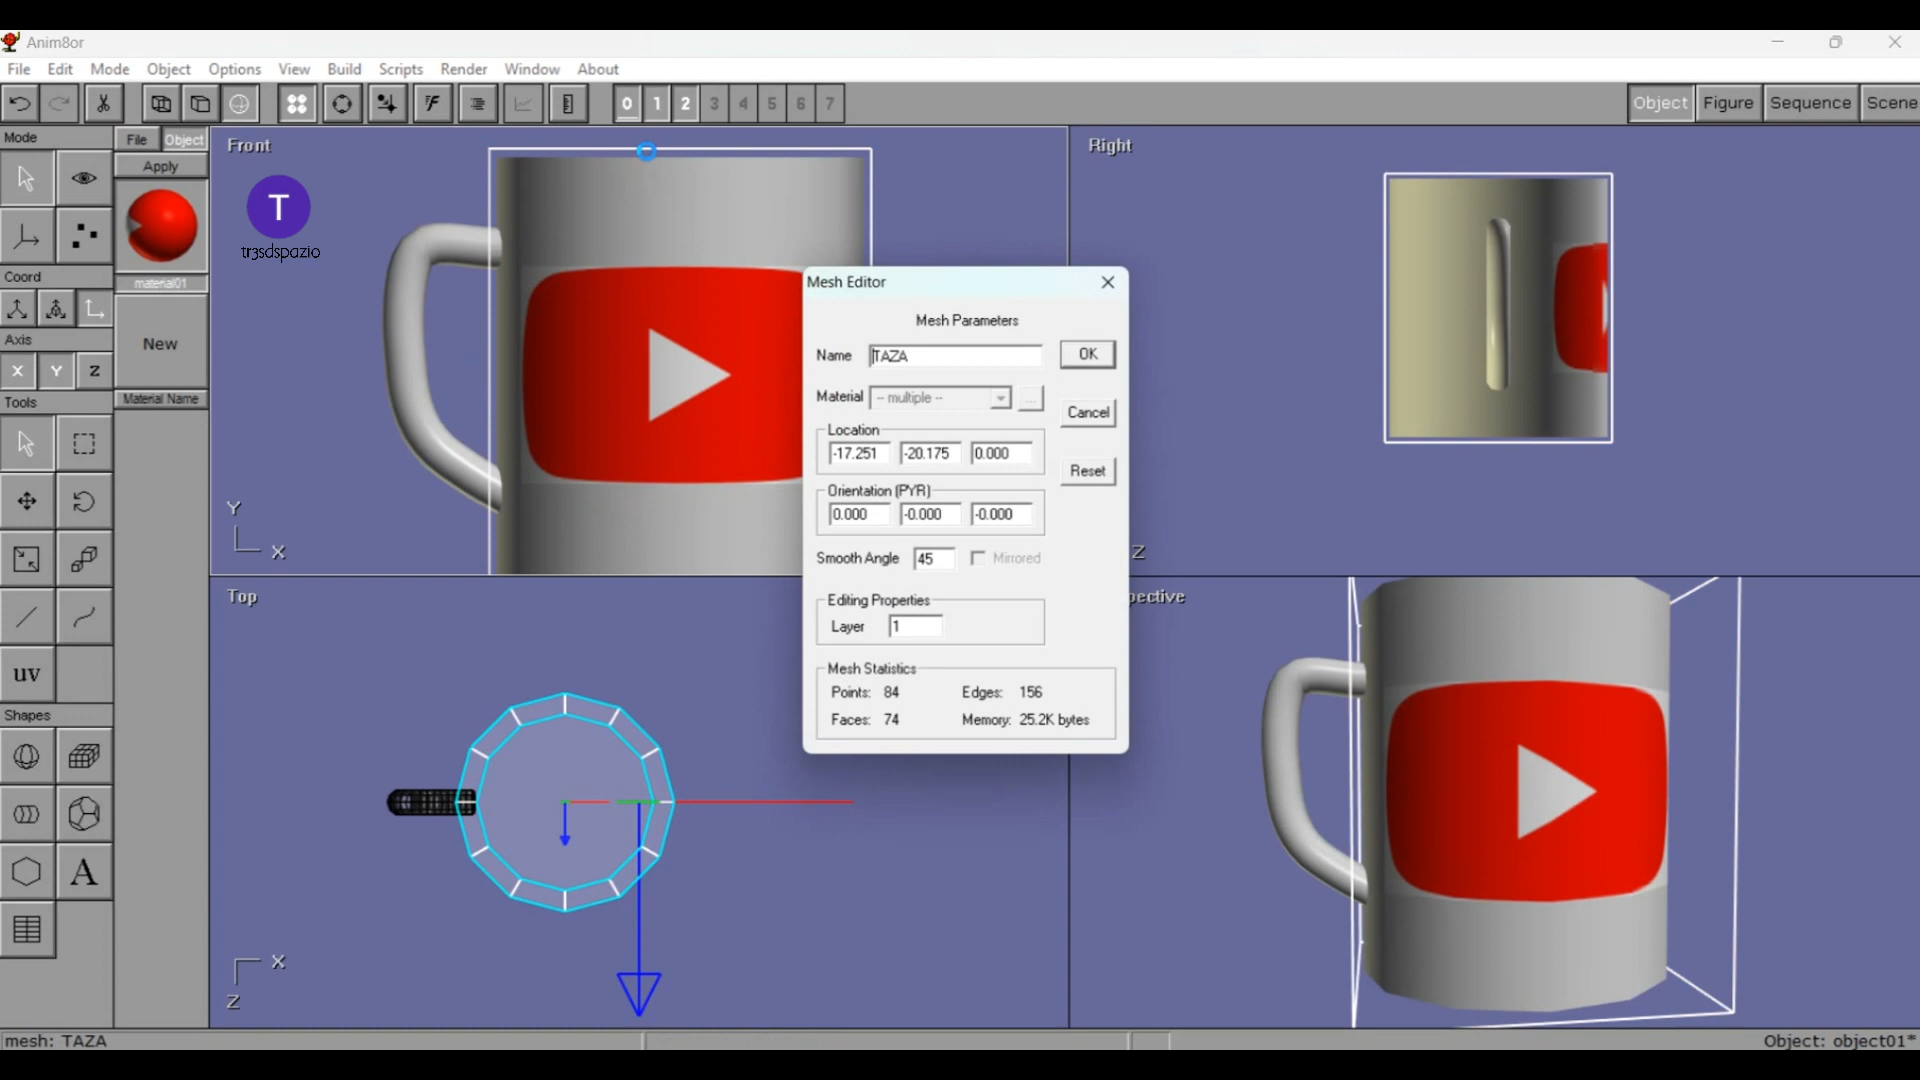 Anim8or
File Edit Mode Object Options View Build Scripts Render Window About
0 1 2 3 4 5 6 7
Object Figure Sequence Scene
Mode
File Object
Apply
material01
New
Material Name
Coord
Axis
X Y Z
Tools
uv
Shapes
A
Front
T
tr3sdspazio
Y
X
Right
Z
Top
X
Z
pective
Mesh Editor
Mesh Parameters
Name TAZA OK
Material -- multiple -- ...
Cancel
Location
-17.251 -20.175 0.000
Reset
Orientation (PYR)
0.000 -0.000 -0.000
Smooth Angle 45 Mirrored
Editing Properties
Layer 1
Mesh Statistics
Points: 84 Edges: 156
Faces: 74 Memory: 25.2K bytes
mesh: TAZA
Object: object01*